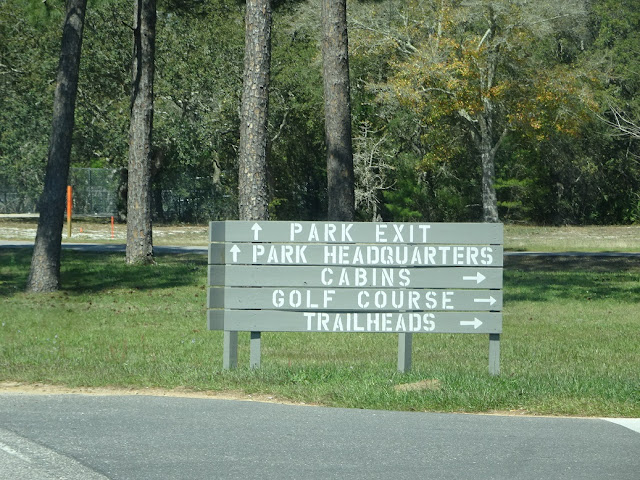 ↑ PARK EXIT
↑ PARK HEADQUARTERS
CABINS →
GOLF COURSE →
TRAILHEADS →